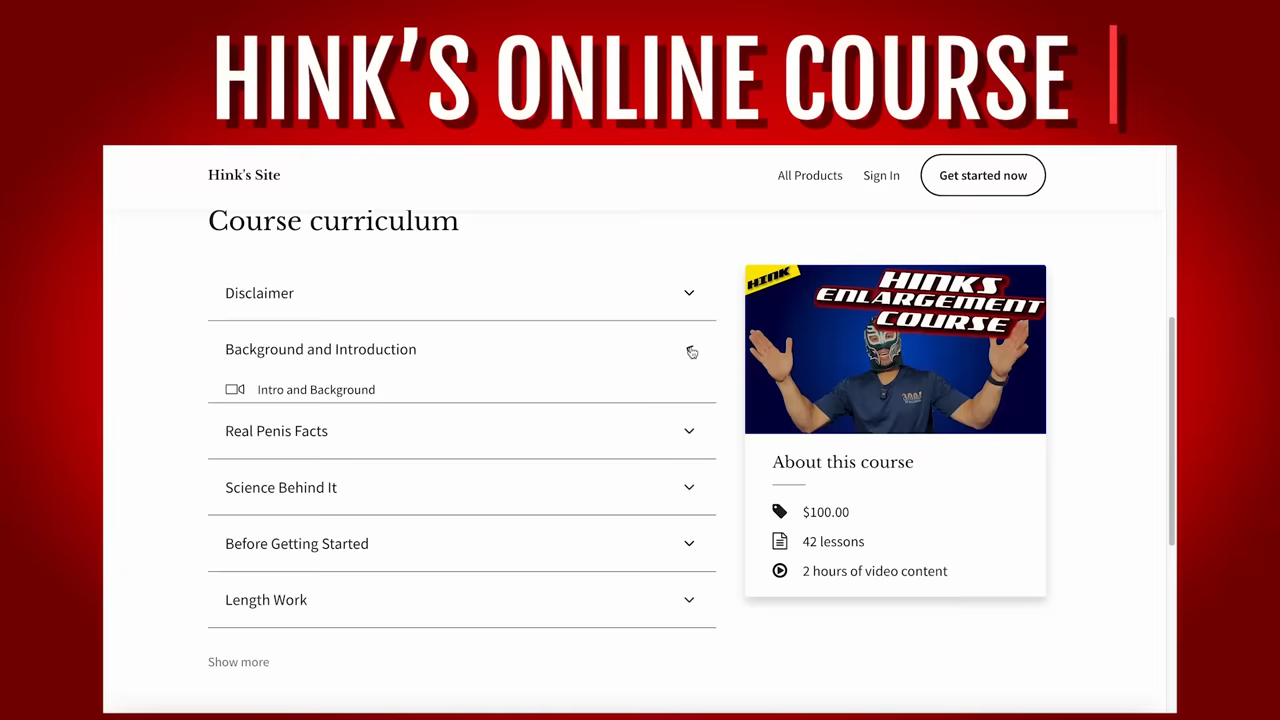 HINK'S ONLINE COURSE
Hink's Site
All Products
Sign In
Get started now
Course curriculum
Disclaimer
Background and Introduction
Intro and Background
Real Penis Facts
Science Behind It
Before Getting Started
Length Work
Show more
HINK
HINKS
ENLARGEMENT
COURSE
About this course
$100.00
42 lessons
2 hours of video content